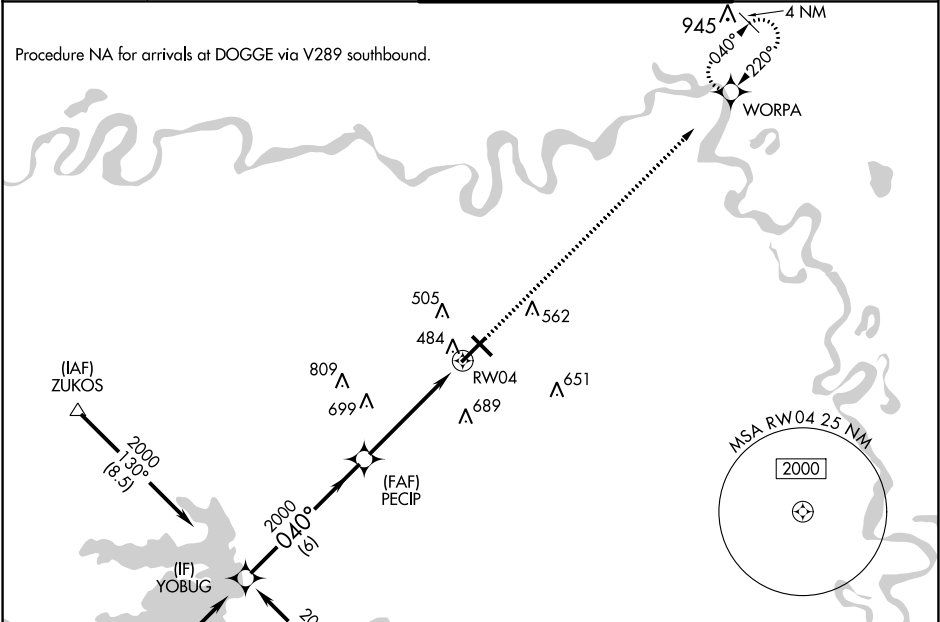 945
4 NM
040°
220°
Procedure NA for arrivals at DOGGE via V289 southbound.
WORPA
505
562
484
RW04
(IAF)
ZUKOS
809
699
651
689
MSA RW04 25 NM
2000
2000
130°
(8.5)
(FAF)
PECIP
2000
040°
(6)
(IF)
YOBUG